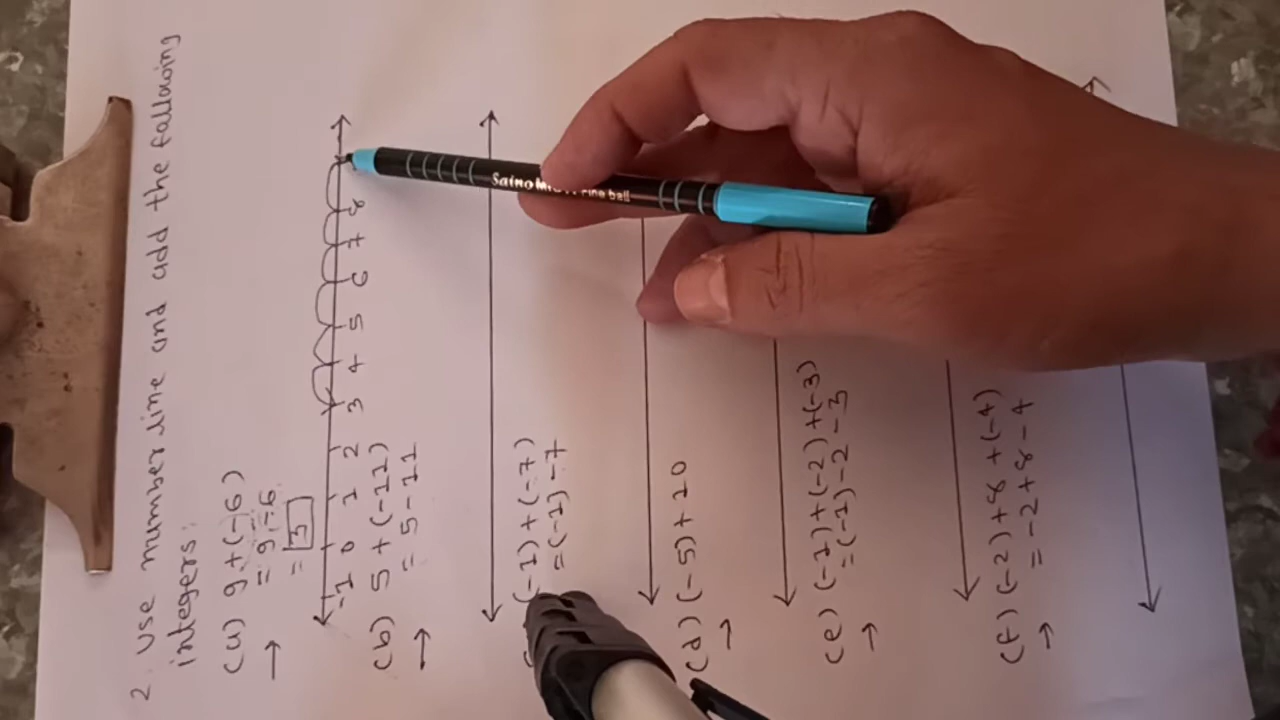 2. Use number line and add the following
integers:
(a) 9+(-6)
→ = 9-6
= 3
-1 0 1 2 3 4 5 6 7 8
(b) 5+(-11)
→ = 5-11
(-1)+(-7)
=(-1)-7
(d) (-5)+10
→
(e) (-1)+(-2)+(-3)
→ =(-1)-2-3
(f) (-2)+8+(-4)
→ = -2+8-4
fine ball